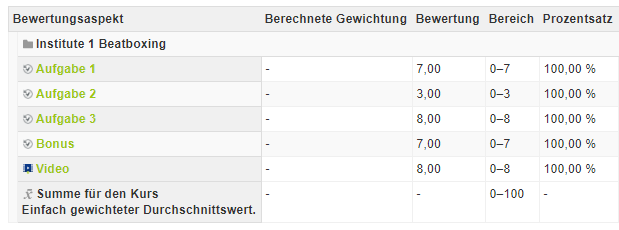 Bewertungsaspekt Berechnete Gewichtung Bewertung Bereich Prozentsatz
Institute 1 Beatboxing
Aufgabe 1 - 7,00 0–7 100,00 %
Aufgabe 2 - 3,00 0–3 100,00 %
Aufgabe 3 - 8,00 0–8 100,00 %
Bonus - 7,00 0–7 100,00 %
Video - 8,00 0–8 100,00 %
x̄ Summe für den Kurs - - 0–100 -
Einfach gewichteter Durchschnittswert.